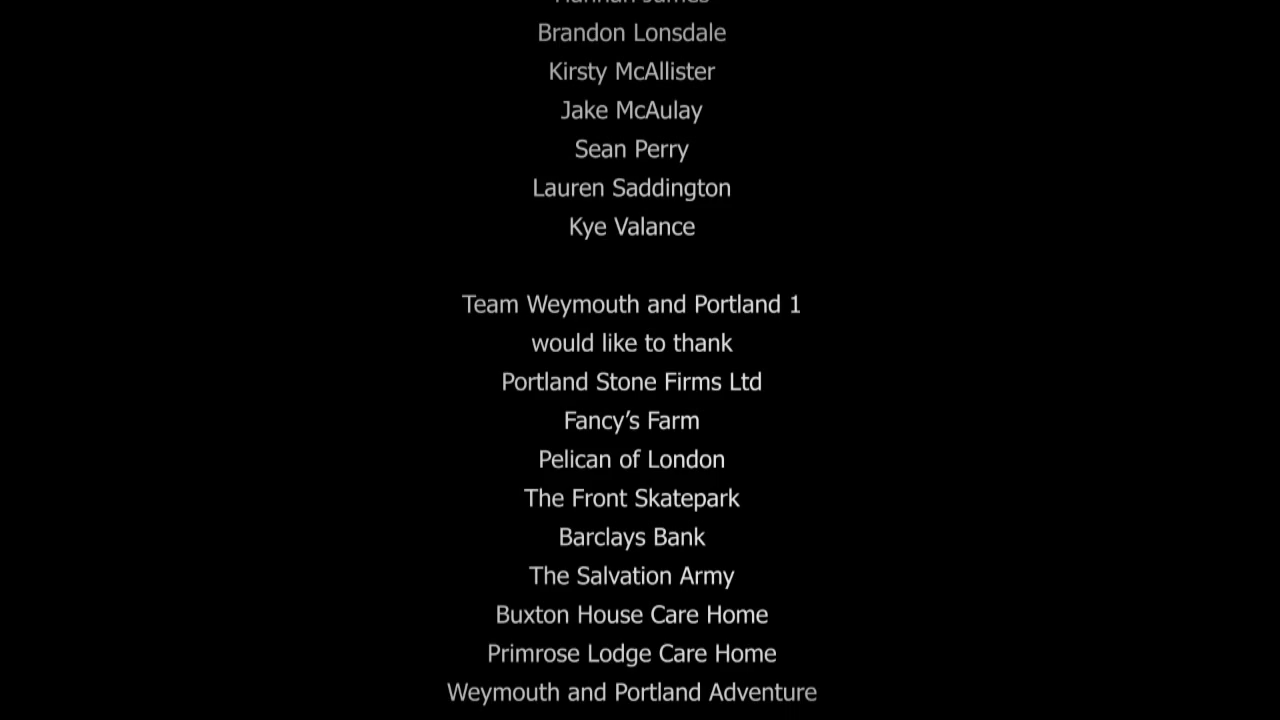 Hannah James
Brandon Lonsdale
Kirsty McAllister
Jake McAulay
Sean Perry
Lauren Saddington
Kye Valance
Team Weymouth and Portland 1
would like to thank
Portland Stone Firms Ltd
Fancy’s Farm
Pelican of London
The Front Skatepark
Barclays Bank
The Salvation Army
Buxton House Care Home
Primrose Lodge Care Home
Weymouth and Portland Adventure